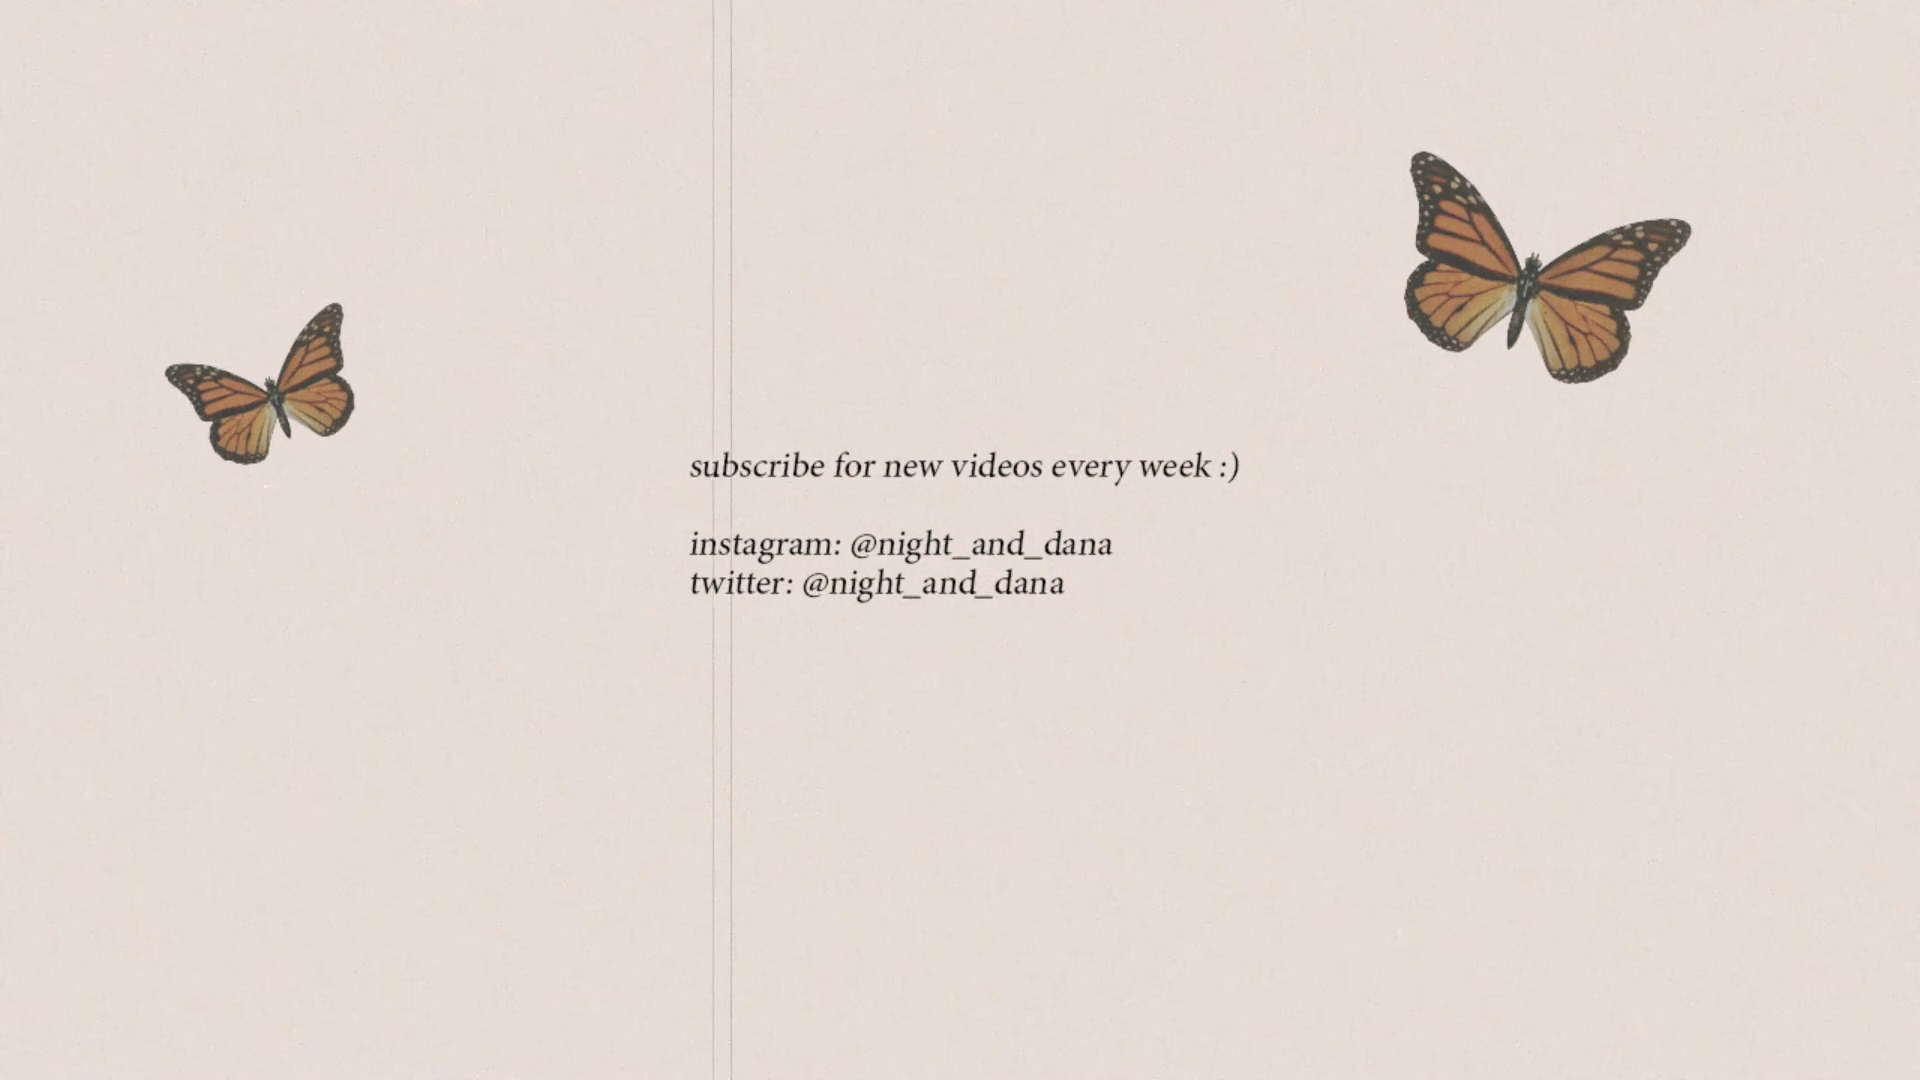 subscribe for new videos every week :)
instagram: @night_and_dana
twitter: @night_and_dana